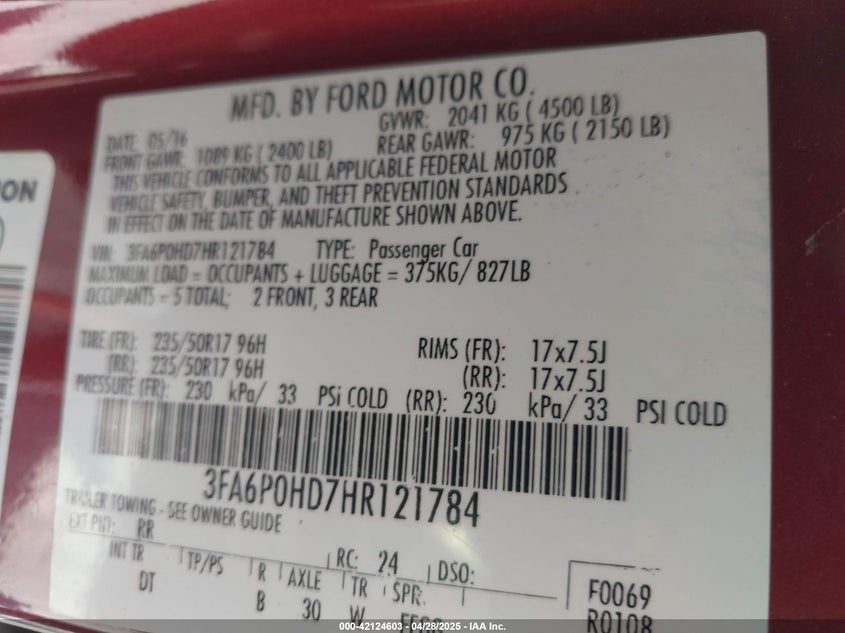 MFD. BY FORD MOTOR CO.
DATE: 05/16 GVWR: 2041 KG ( 4500 LB)
FRONT GAWR: 1089 KG ( 2400 LB) REAR GAWR: 975 KG ( 2150 LB)
THIS VEHICLE CONFORMS TO ALL APPLICABLE FEDERAL MOTOR
VEHICLE SAFETY, BUMPER, AND THEFT PREVENTION STANDARDS
IN EFFECT ON THE DATE OF MANUFACTURE SHOWN ABOVE.
VIN: 3FA6P0HD7HR121784 TYPE: Passenger Car
MAXIMUM LOAD = OCCUPANTS + LUGGAGE = 375KG/ 827LB
OCCUPANTS = 5 TOTAL; 2 FRONT, 3 REAR
TIRE (FR): 235/50R17 96H RIMS (FR): 17x7.5J
(RR): 235/50R17 96H (RR): 17x7.5J
PRESSURE (FR): 230 kPa/ 33 PSi COLD (RR): 230 kPa/ 33 PSI COLD
3FA6P0HD7HR121784
TRAILER TOWING - SEE OWNER GUIDE
EXT PNT: RR RC: 24 DSO:
INT TR TP/PS R AXLE TR SPR
DT B 30 W
F0069
R0108
ION
000-42124603 - 04/28/2025 - IAA Inc.